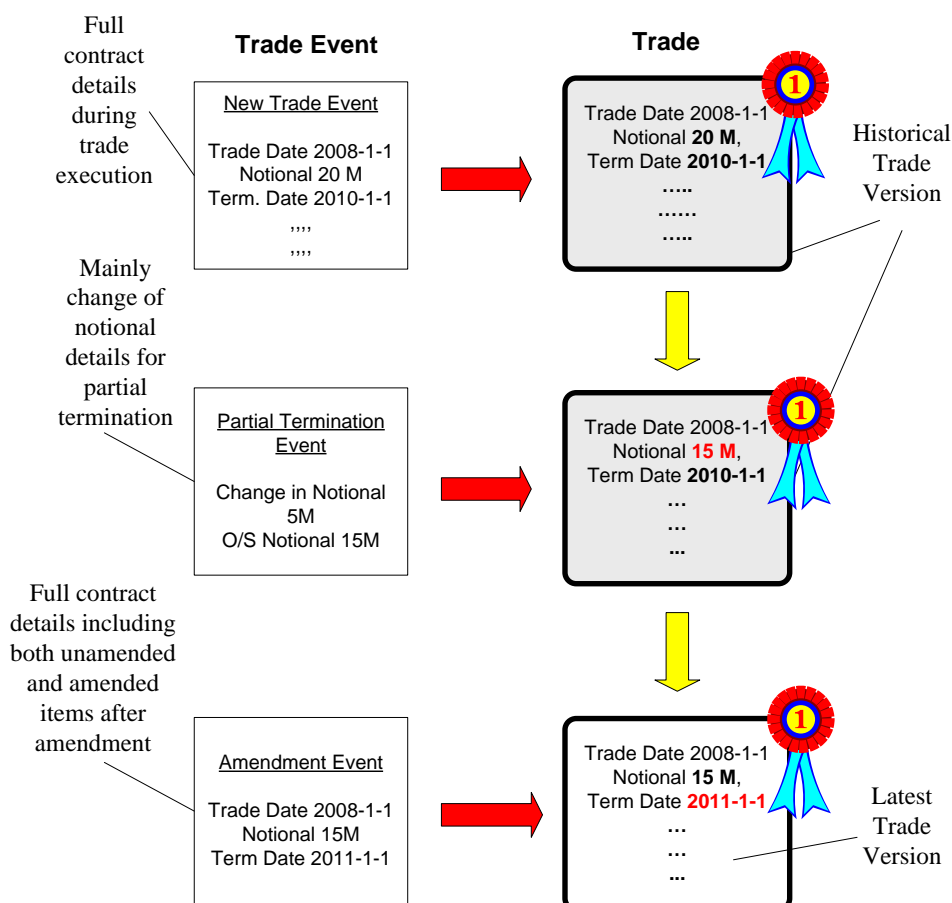 Full
contract
details
during
trade
execution
Trade Event
Trade
New Trade Event
Trade Date 2008-1-1
Notional 20 M
Term. Date 2010-1-1
,,,,
,,,,
1
Trade Date 2008-1-1
Notional 20 M,
Term Date 2010-1-1
…..
……
…..
Historical
Trade
Version
Mainly
change of
notional
details for
partial
termination
Partial Termination
Event
Change in Notional
5M
O/S Notional 15M
1
Trade Date 2008-1-1
Notional 15 M,
Term Date 2010-1-1
…
…
...
Full contract
details including
both unamended
and amended
items after
amendment
Amendment Event
Trade Date 2008-1-1
Notional 15M
Term Date 2011-1-1
1
Trade Date 2008-1-1
Notional 15 M,
Term Date 2011-1-1
…
…
...
Latest
Trade
Version